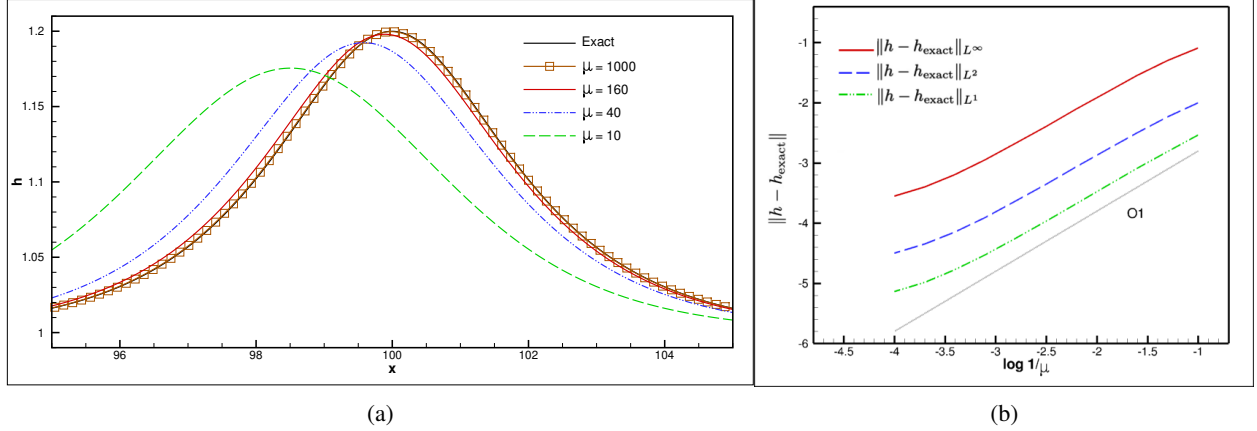 1.2
1.15
1.1
1.05
1
h
96
98
100
102
104
x
Exact
μ = 1000
μ = 160
μ = 40
μ = 10
(a)
-1
-2
-3
-4
-5
-6
‖h − h_exact‖
‖h − h_exact‖_{L^∞}
‖h − h_exact‖_{L^2}
‖h − h_exact‖_{L^1}
O1
-4.5
-4
-3.5
-3
-2.5
-2
-1.5
-1
log 1/μ
(b)